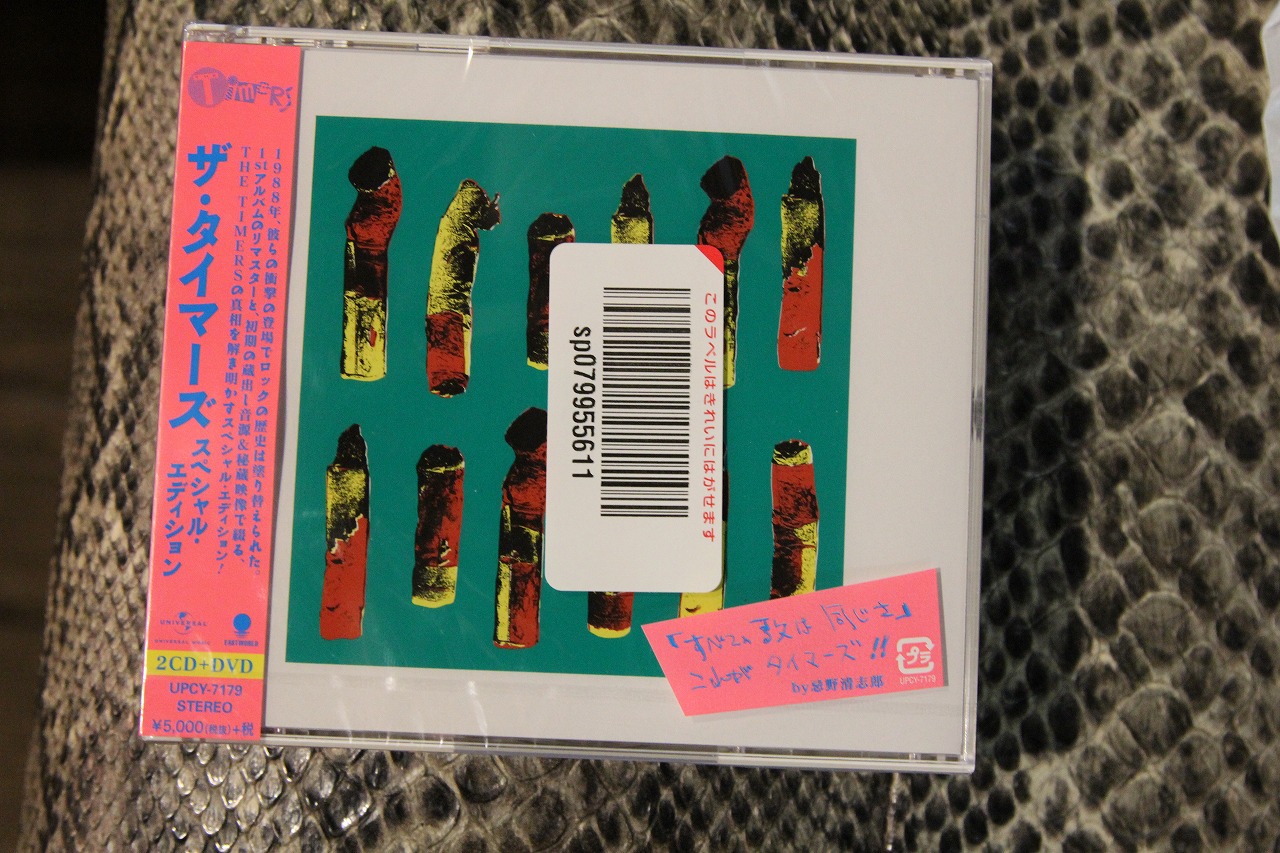 TimeRS
1988年、彼らの衝撃の登場でロックの歴史は塗り替えられた。
1stアルバムのリマスターと、初期の蔵出し音源&秘蔵映像で綴る、
THE TIMERSの真相を解き明かすスペシャル・エディション!
ザ・タイマーズ スペシャル・
エディション
UNIVERSAL
UNIVERSAL MUSIC
EASTWORLD
2CD+DVD
UPCY-7179
STEREO
¥5,000(税抜)+税
このラベルはきれいにはがせます
sp079955611
「すべての歌は 同じさ」
これが タイマーズ!!
by忌野清志郎
プラ
UPCY-7179